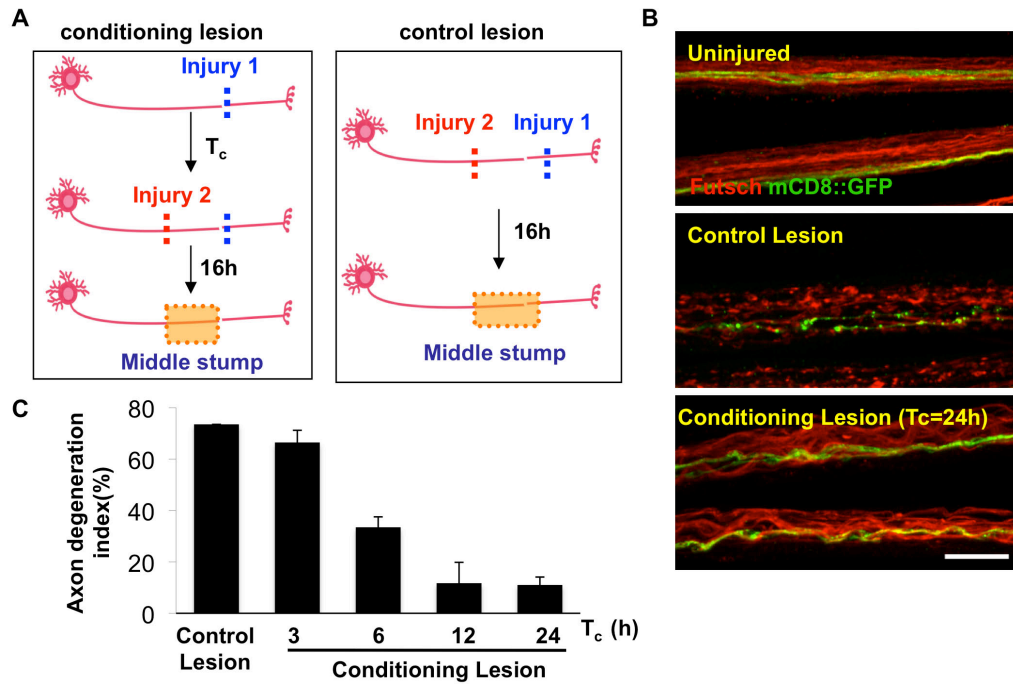 A
conditioning lesion
Injury 1
Tc
Injury 2
16h
Middle stump
control lesion
Injury 2
Injury 1
16h
Middle stump
B
Uninjured
Futsch mCD8::GFP
Control Lesion
Conditioning Lesion (Tc=24h)
C
Axon degeneration
index(%)
80
60
40
20
0
Control
Lesion
3
6
12
24
Tc (h)
Conditioning Lesion